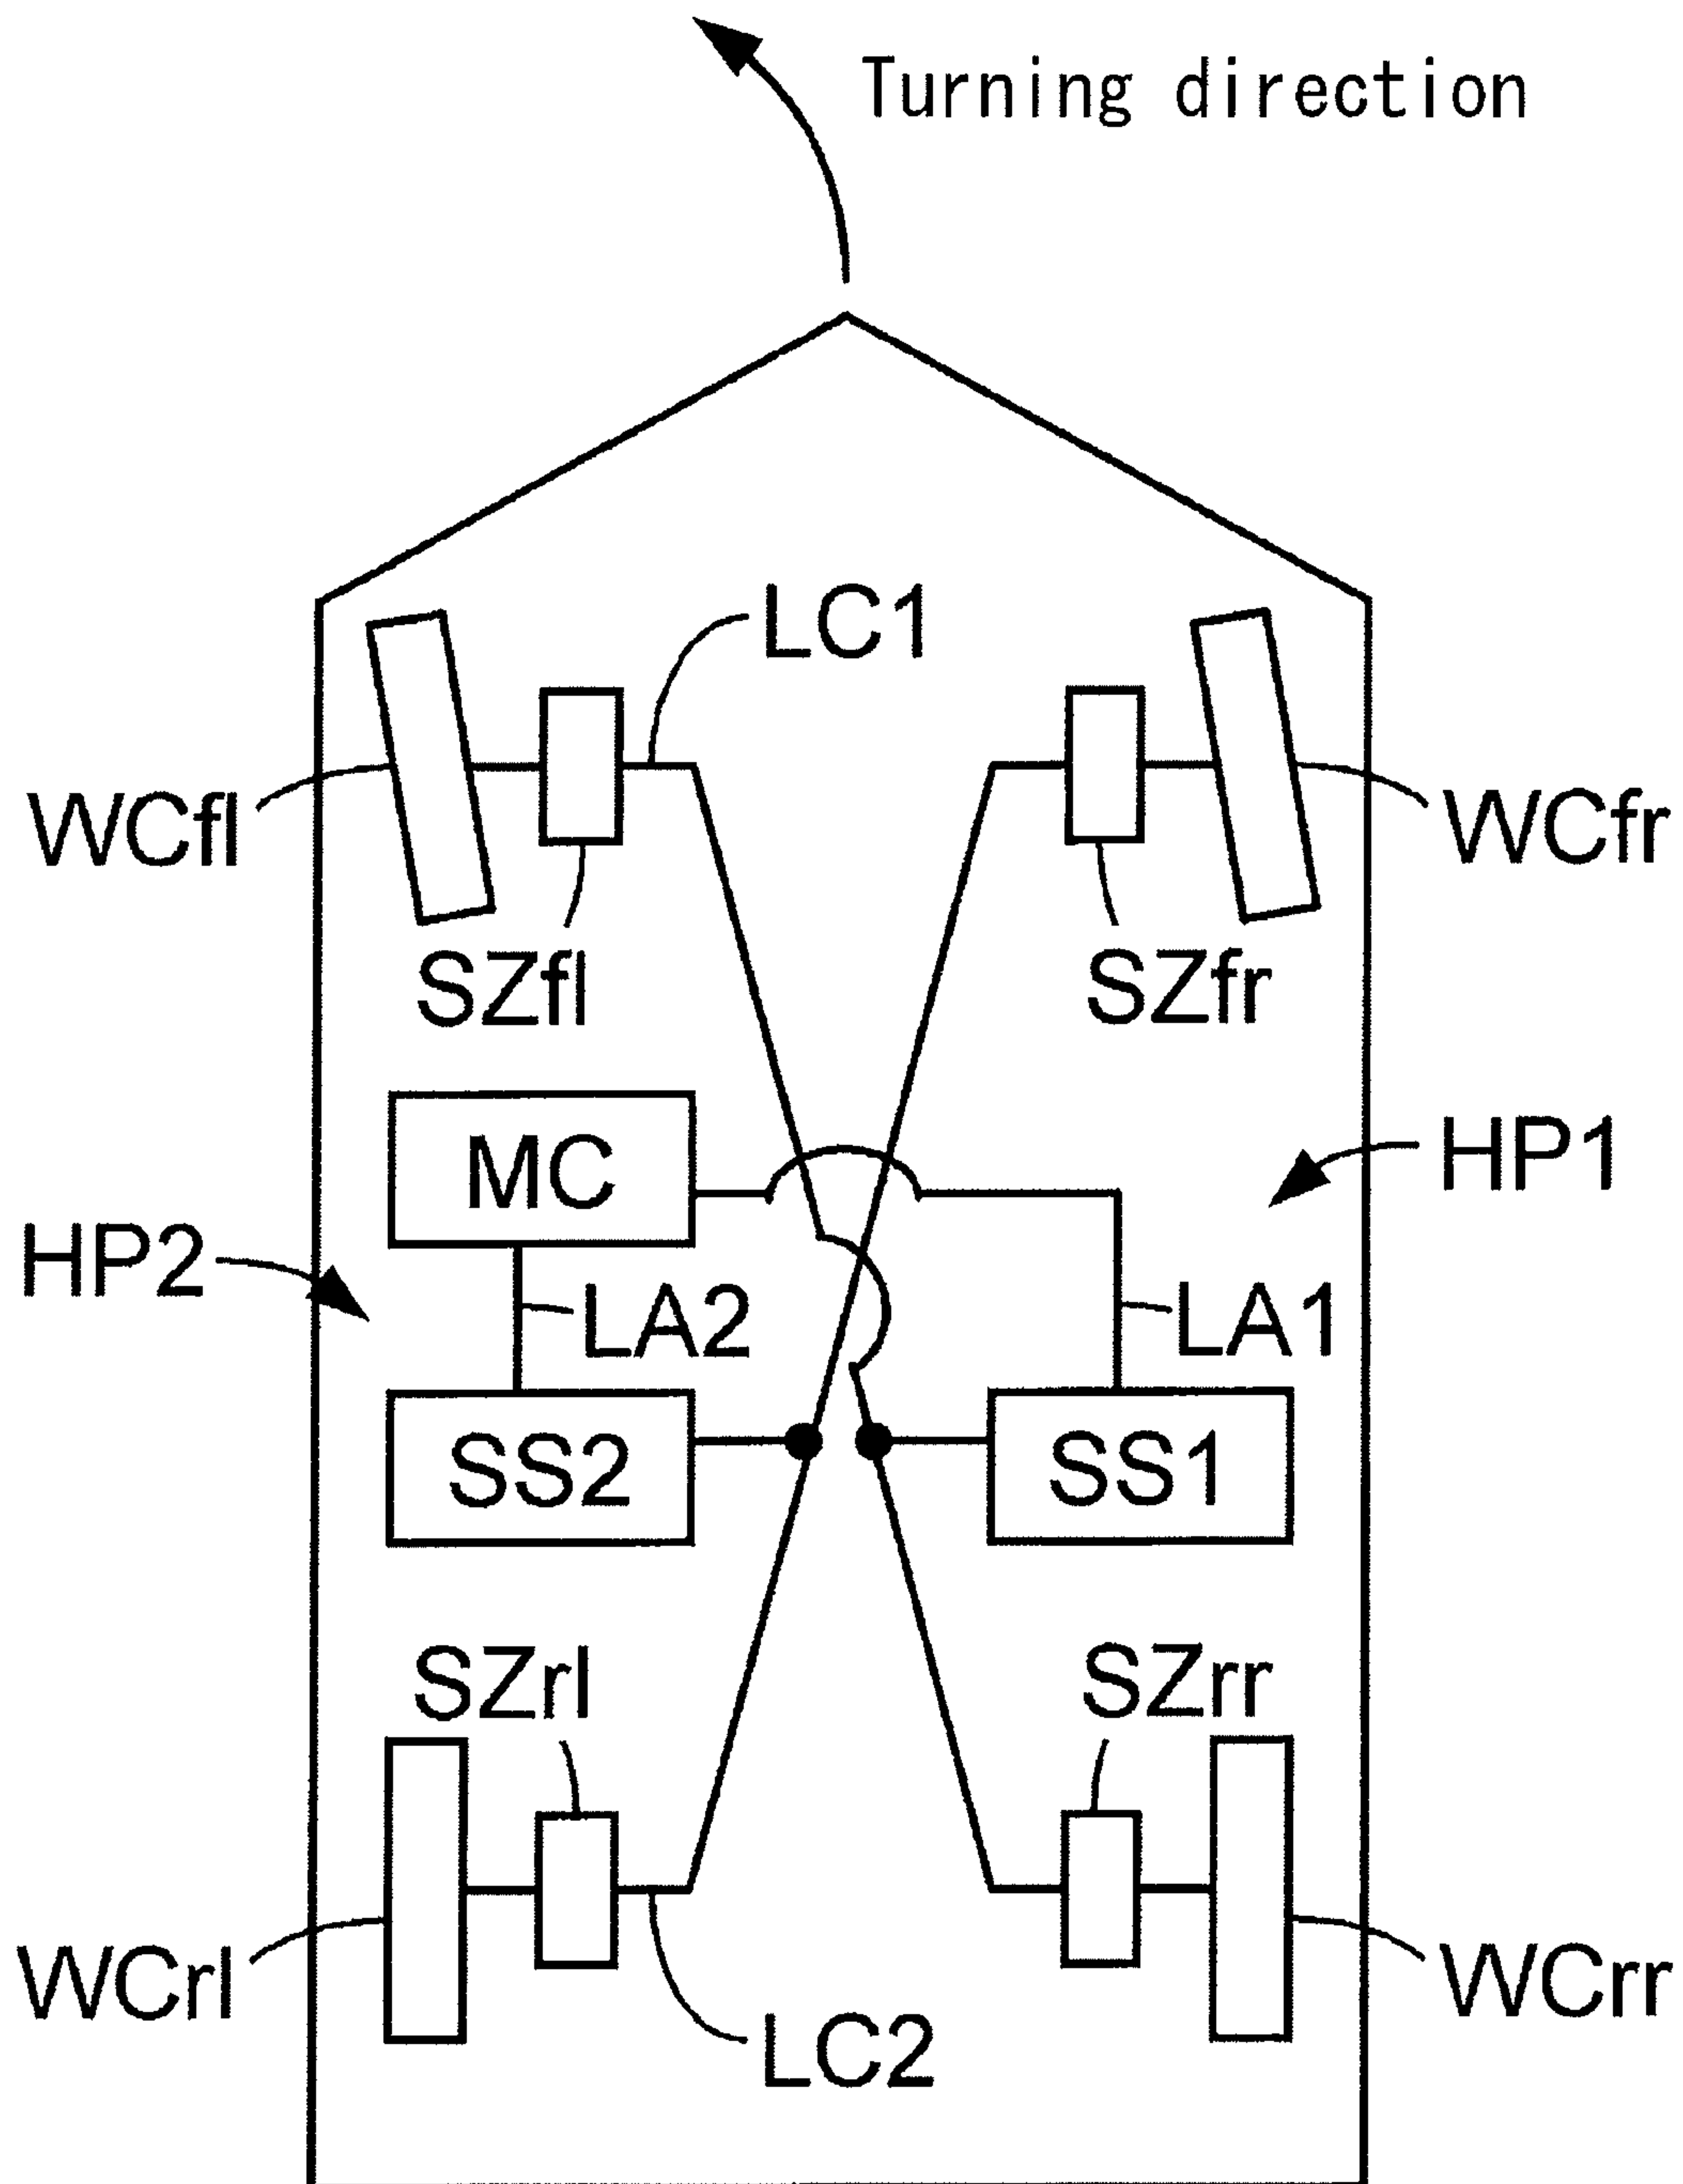 Turning direction
LC1
WCfl
WCfr
SZfl
SZfr
MC
HP1
HP2
LA2
LA1
SS2
SS1
SZrl
SZrr
WCrl
WCrr
LC2